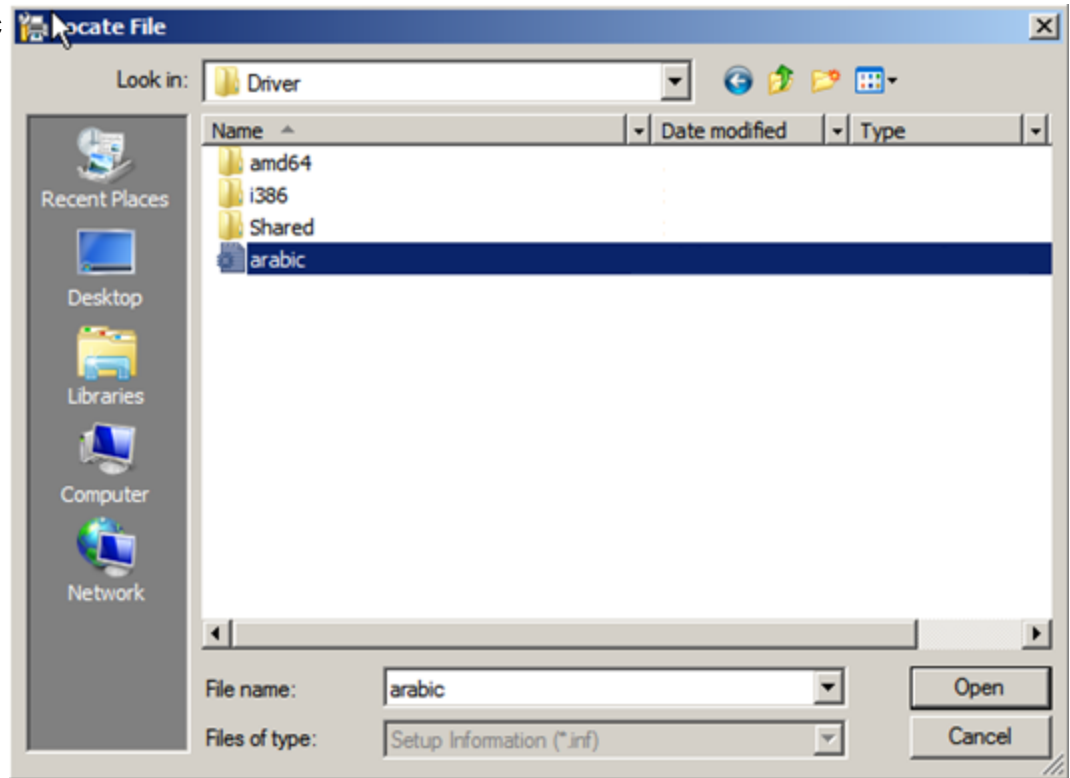 Locate File
Look in:
Driver
Name
Date modified
Type
amd64
i386
Shared
arabic
Recent Places
Desktop
Libraries
Computer
Network
File name:
arabic
Open
Files of type:
Setup Information (*.inf)
Cancel